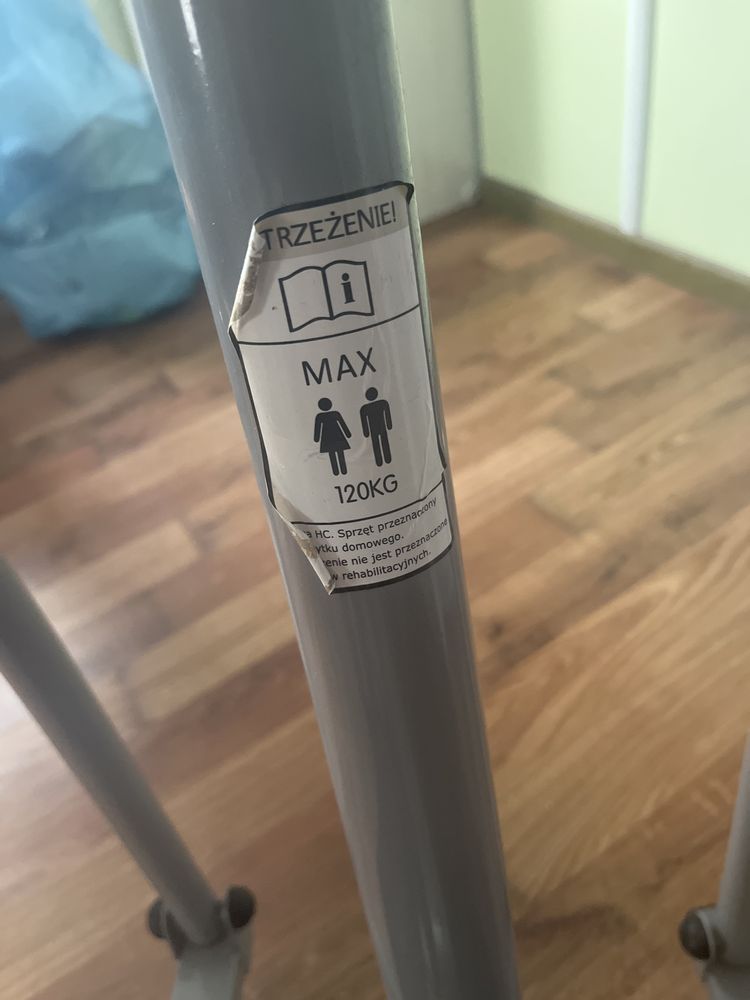 TRZEŻENIE!
i
MAX
120KG
a HC. Sprzęt przeznaczony
ytku domowego.
enie nie jest przeznaczone
w rehabilitacyjnych.